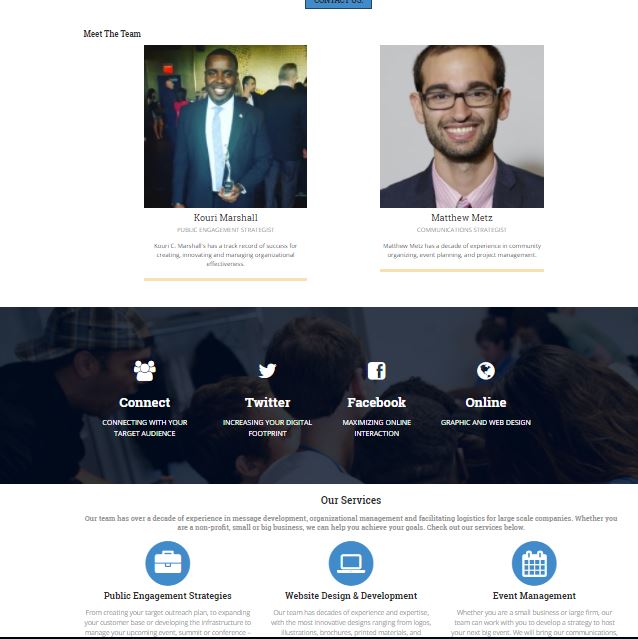 CONTACT US!
Meet The Team
Kouri Marshall
PUBLIC ENGAGEMENT STRATEGIST
Kouri C. Marshall's has a track record of success for
creating, innovating and managing organizational
effectiveness.
Matthew Metz
COMMUNICATIONS STRATEGIST
Matthew Metz has a decade of experience in community
organizing, event planning, and project management.
Connect
CONNECTING WITH YOUR
TARGET AUDIENCE
Twitter
INCREASING YOUR DIGITAL
FOOTPRINT
Facebook
MAXIMIZING ONLINE
INTERACTION
Online
GRAPHIC AND WEB DESIGN
Our Services
Our team has over a decade of experience in message development, organizational management and facilitating logistics for large scale companies. Whether you
are a non-profit, small or big business, we can help you achieve your goals. Check out our services below.
Public Engagement Strategies
From creating your target outreach plan, to expanding
your customer base or developing the infrastructure to
manage your upcoming event, summit or conference –
Website Design & Development
Our team has decades of experience and expertise,
with the most innovative designs ranging from logos,
illustrations, brochures, printed materials, and
Event Management
Whether you are a small business or large firm, our
team can work with you to develop a strategy to host
your next big event. We will bring our communications,